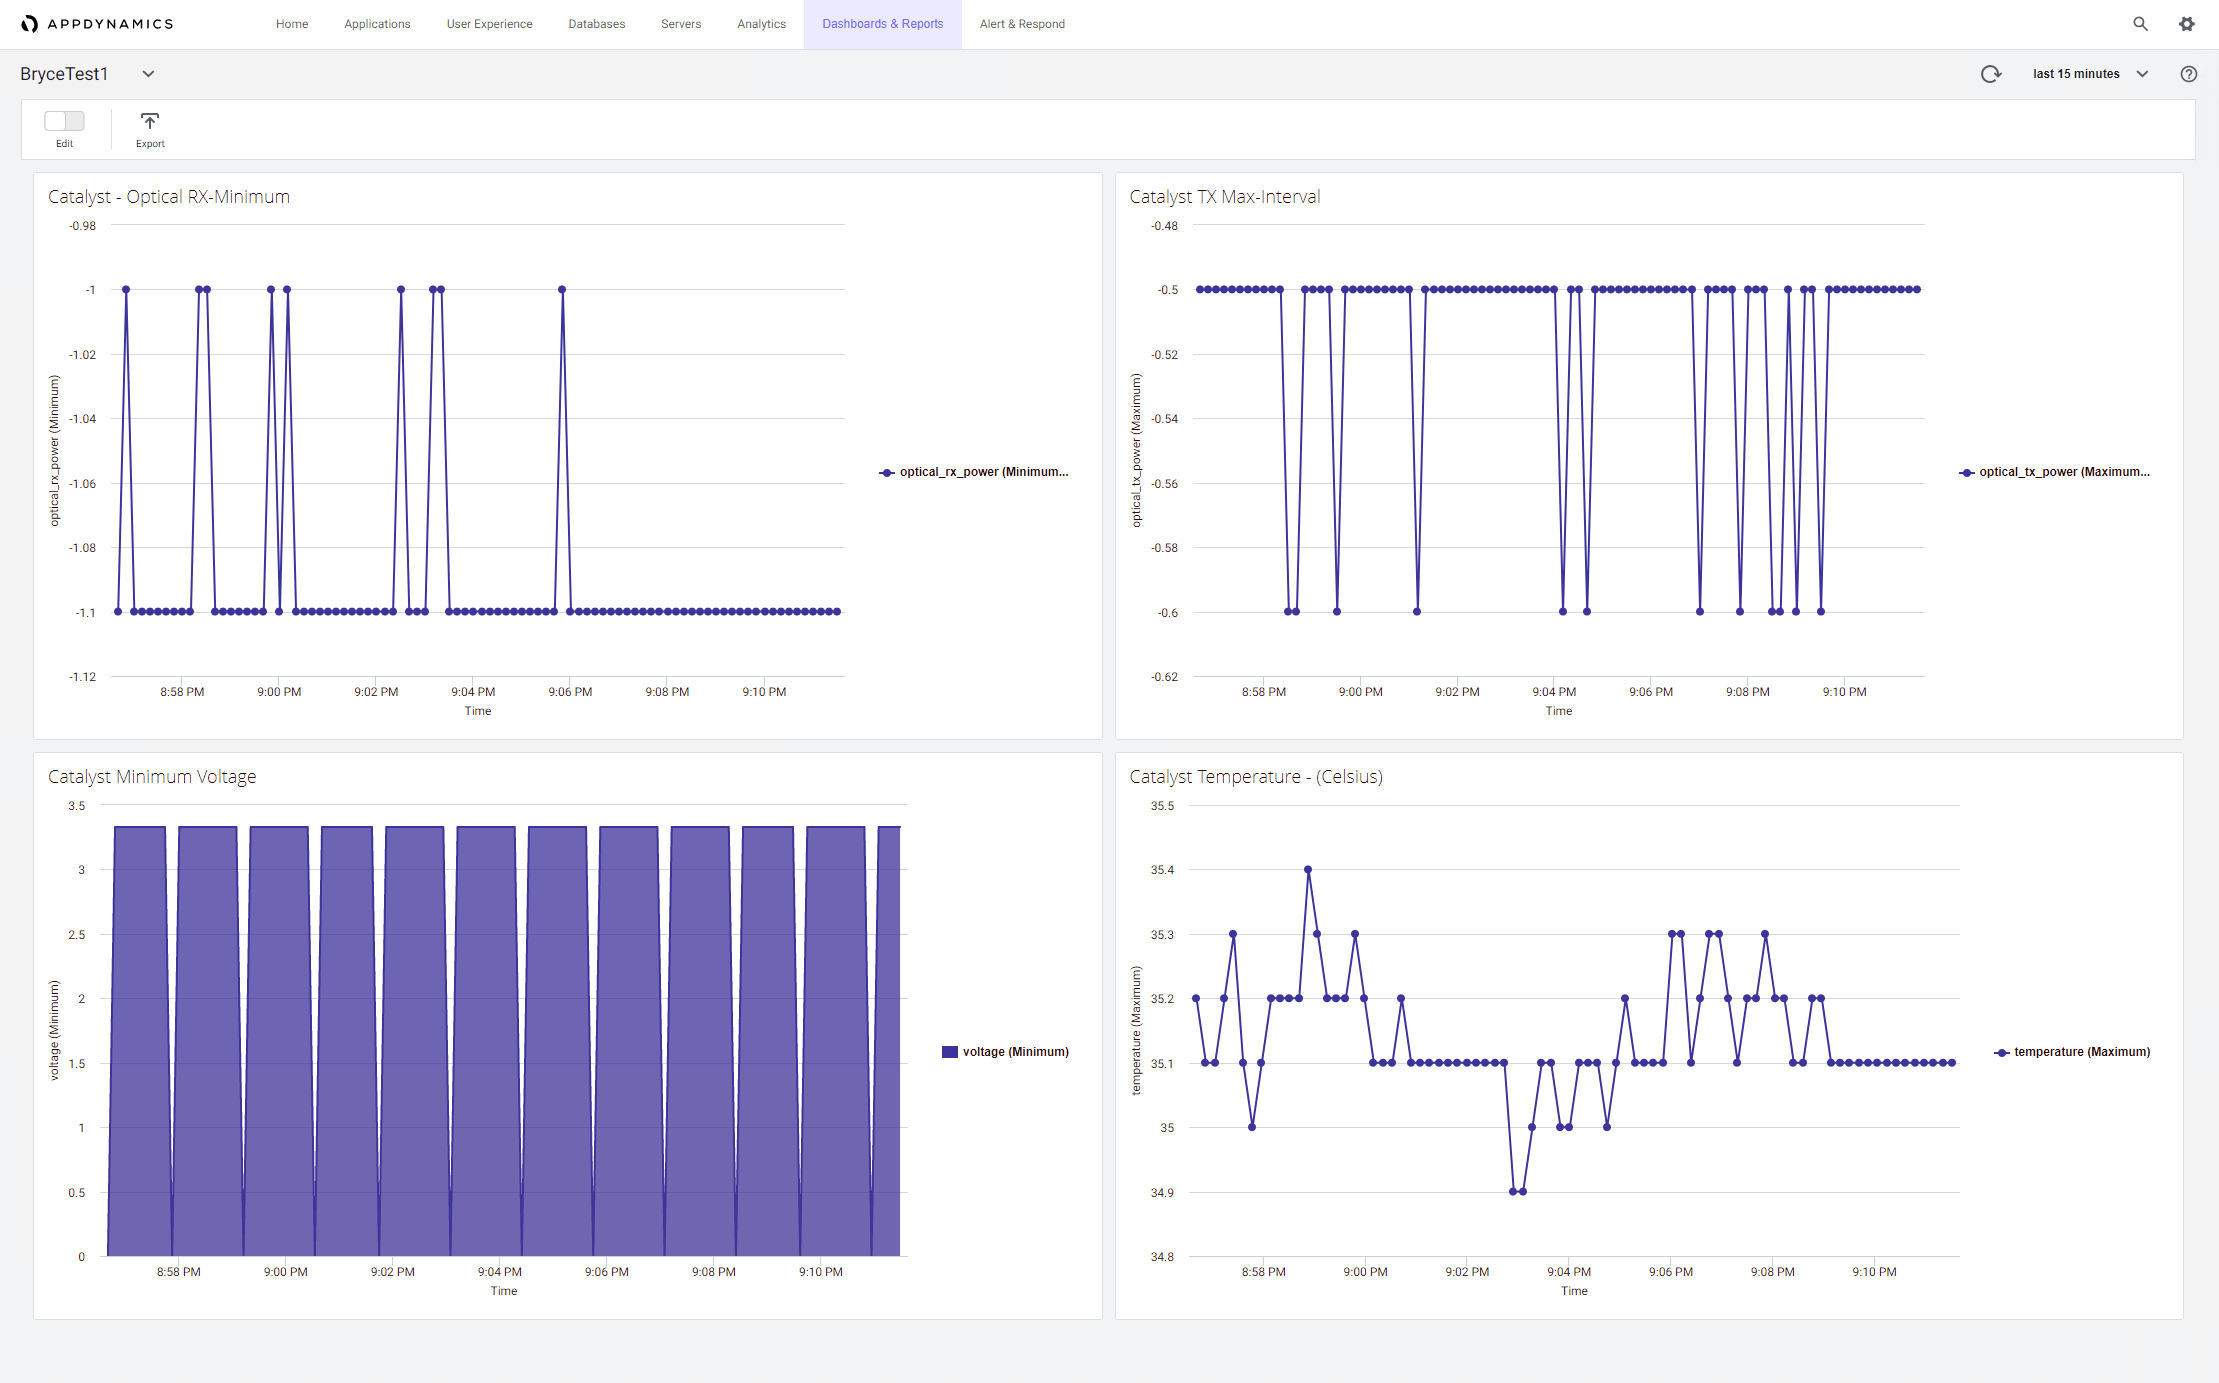 APPDYNAMICS
Home
Applications
User Experience
Databases
Servers
Analytics
Dashboards & Reports
Alert & Respond
BryceTest1
last 15 minutes
Edit
Export
Catalyst - Optical RX-Minimum
-0.98
-1
-1.02
-1.04
-1.06
-1.08
-1.1
-1.12
optical_rx_power (Minimum)
8:58 PM
9:00 PM
9:02 PM
9:04 PM
9:06 PM
9:08 PM
9:10 PM
Time
optical_rx_power (Minimum...
Catalyst TX Max-Interval
-0.48
-0.5
-0.52
-0.54
-0.56
-0.58
-0.6
-0.62
optical_tx_power (Maximum)
8:58 PM
9:00 PM
9:02 PM
9:04 PM
9:06 PM
9:08 PM
9:10 PM
Time
optical_tx_power (Maximum...
Catalyst Minimum Voltage
3.5
3
2.5
2
1.5
1
0.5
0
voltage (Minimum)
8:58 PM
9:00 PM
9:02 PM
9:04 PM
9:06 PM
9:08 PM
9:10 PM
Time
voltage (Minimum)
Catalyst Temperature - (Celsius)
35.5
35.4
35.3
35.2
35.1
35
34.9
34.8
temperature (Maximum)
8:58 PM
9:00 PM
9:02 PM
9:04 PM
9:06 PM
9:08 PM
9:10 PM
Time
temperature (Maximum)